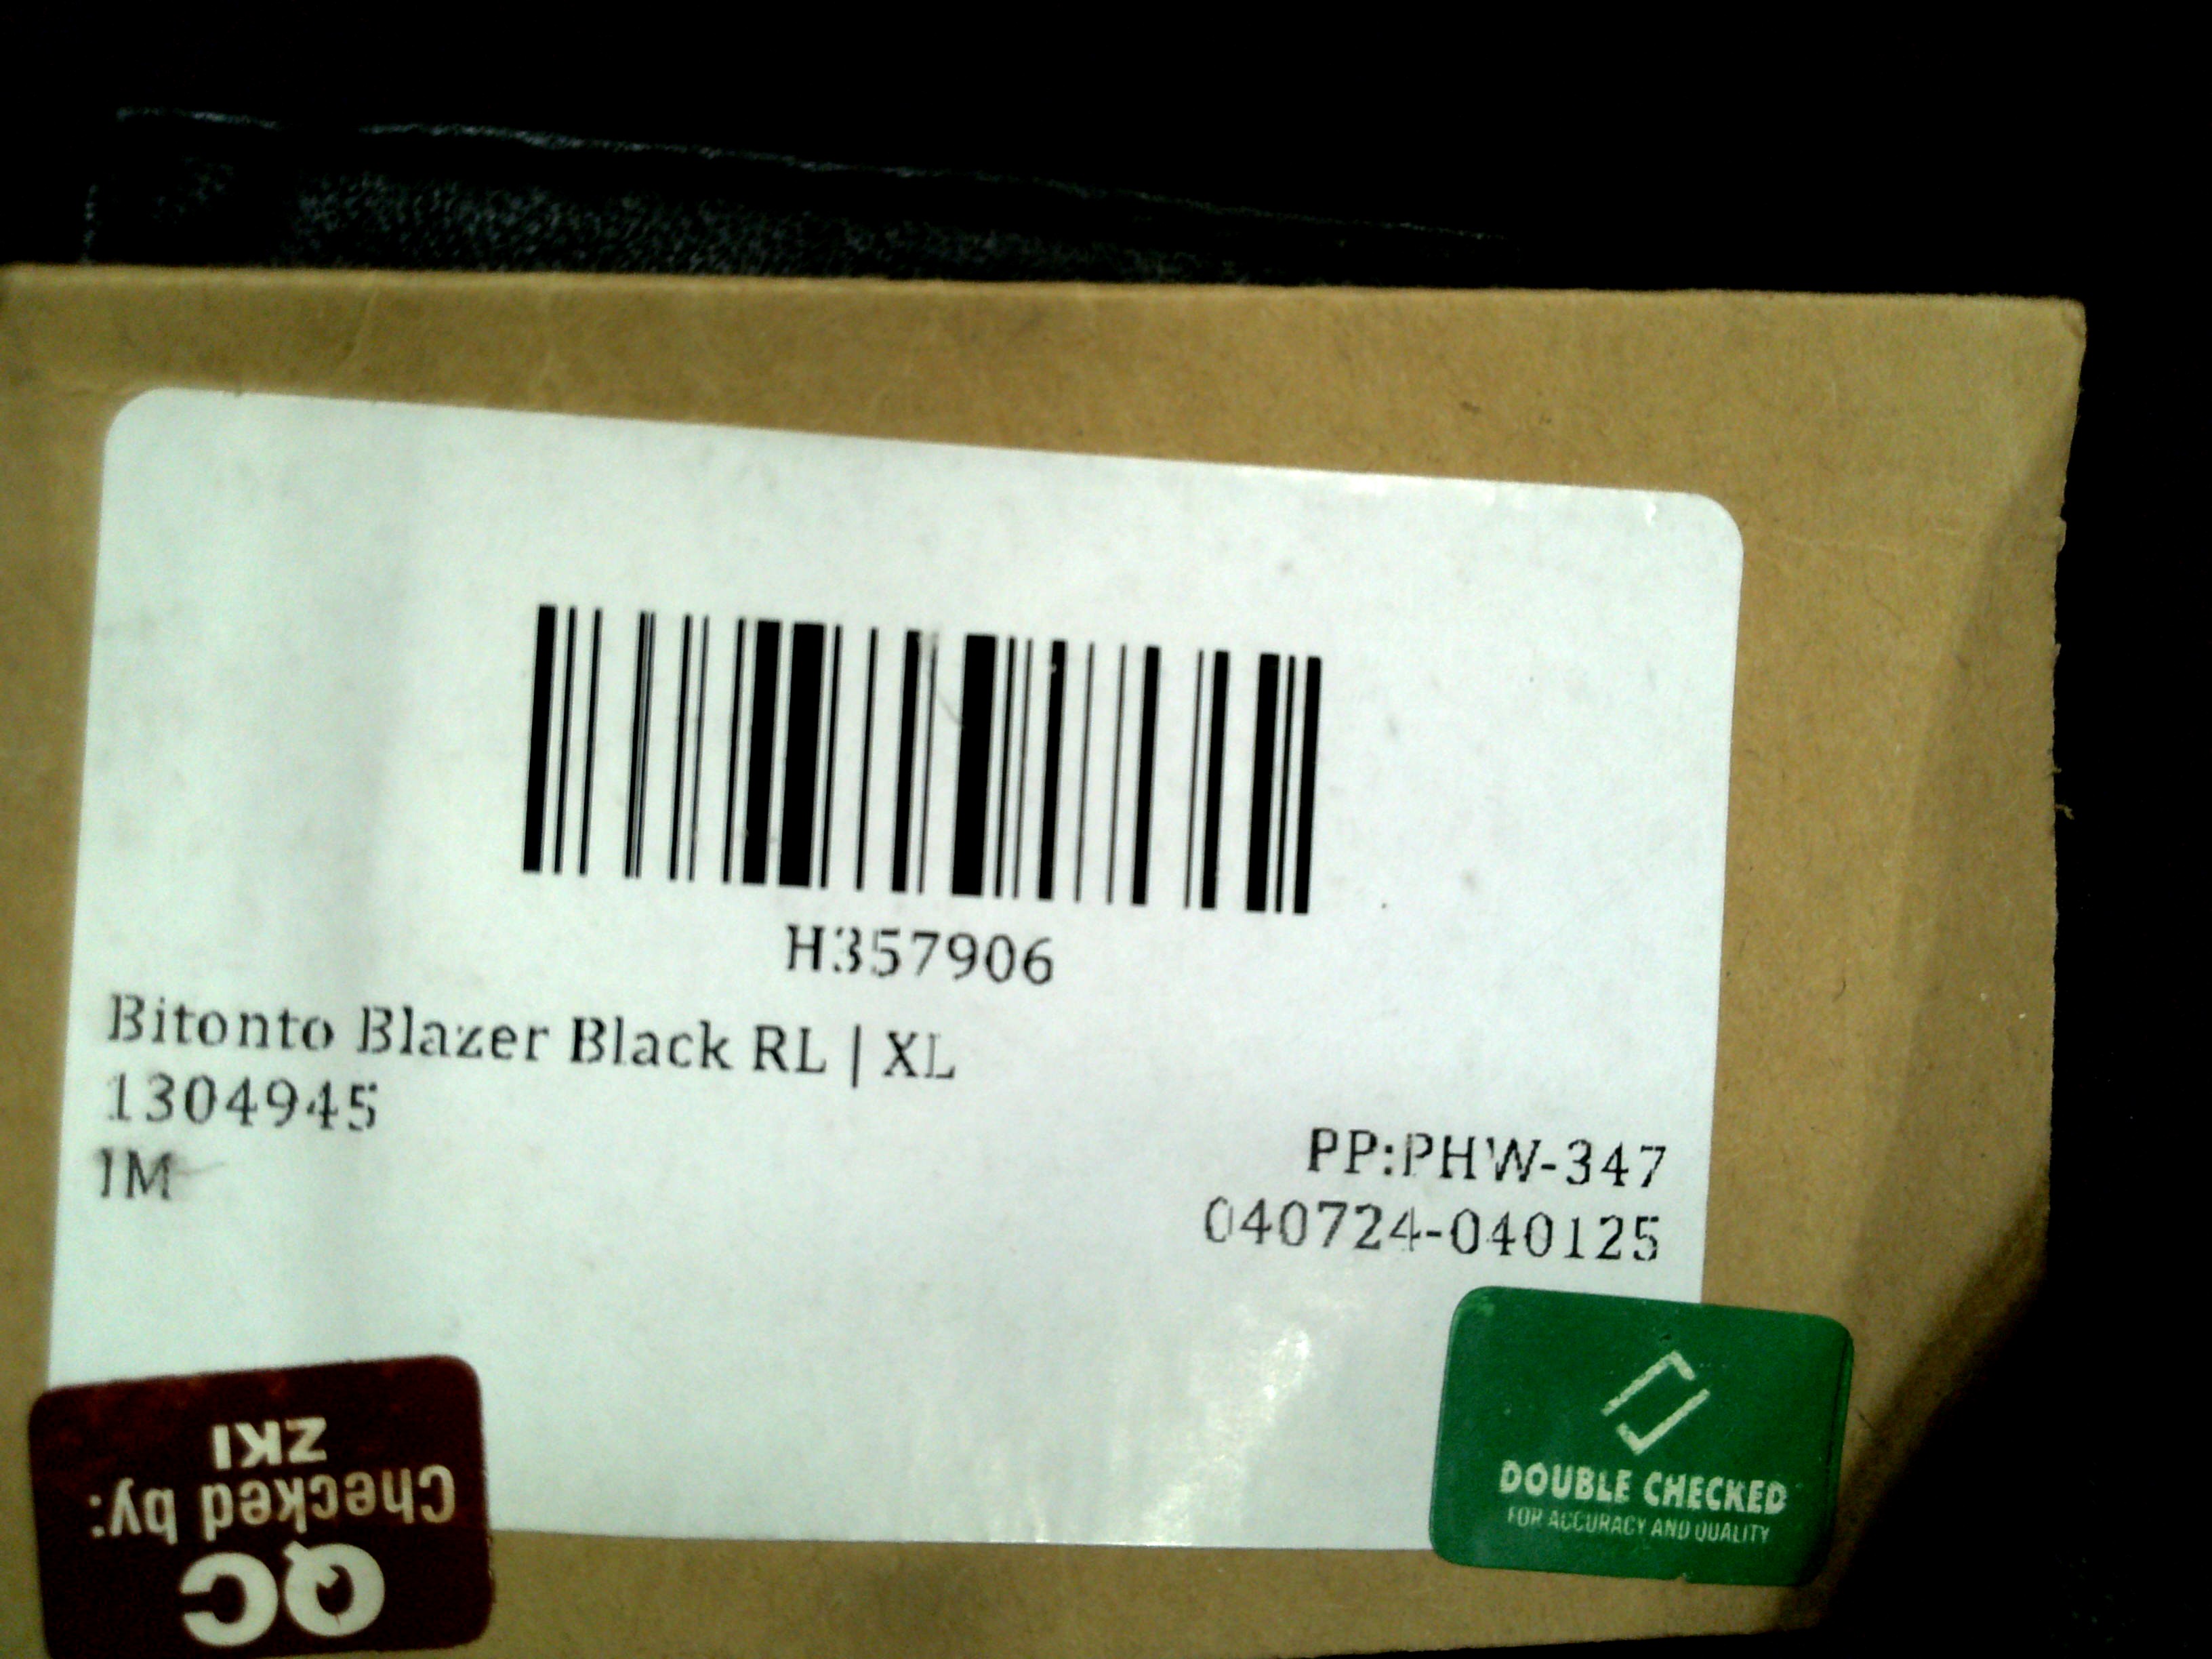 H357906
Bitonto Blazer Black RL | XL
1304945
1M
PP:PHW-347
040724-040125
DOUBLE CHECKED
FOR ACCURACY AND QUALITY
QC
Checked by:
ZKI